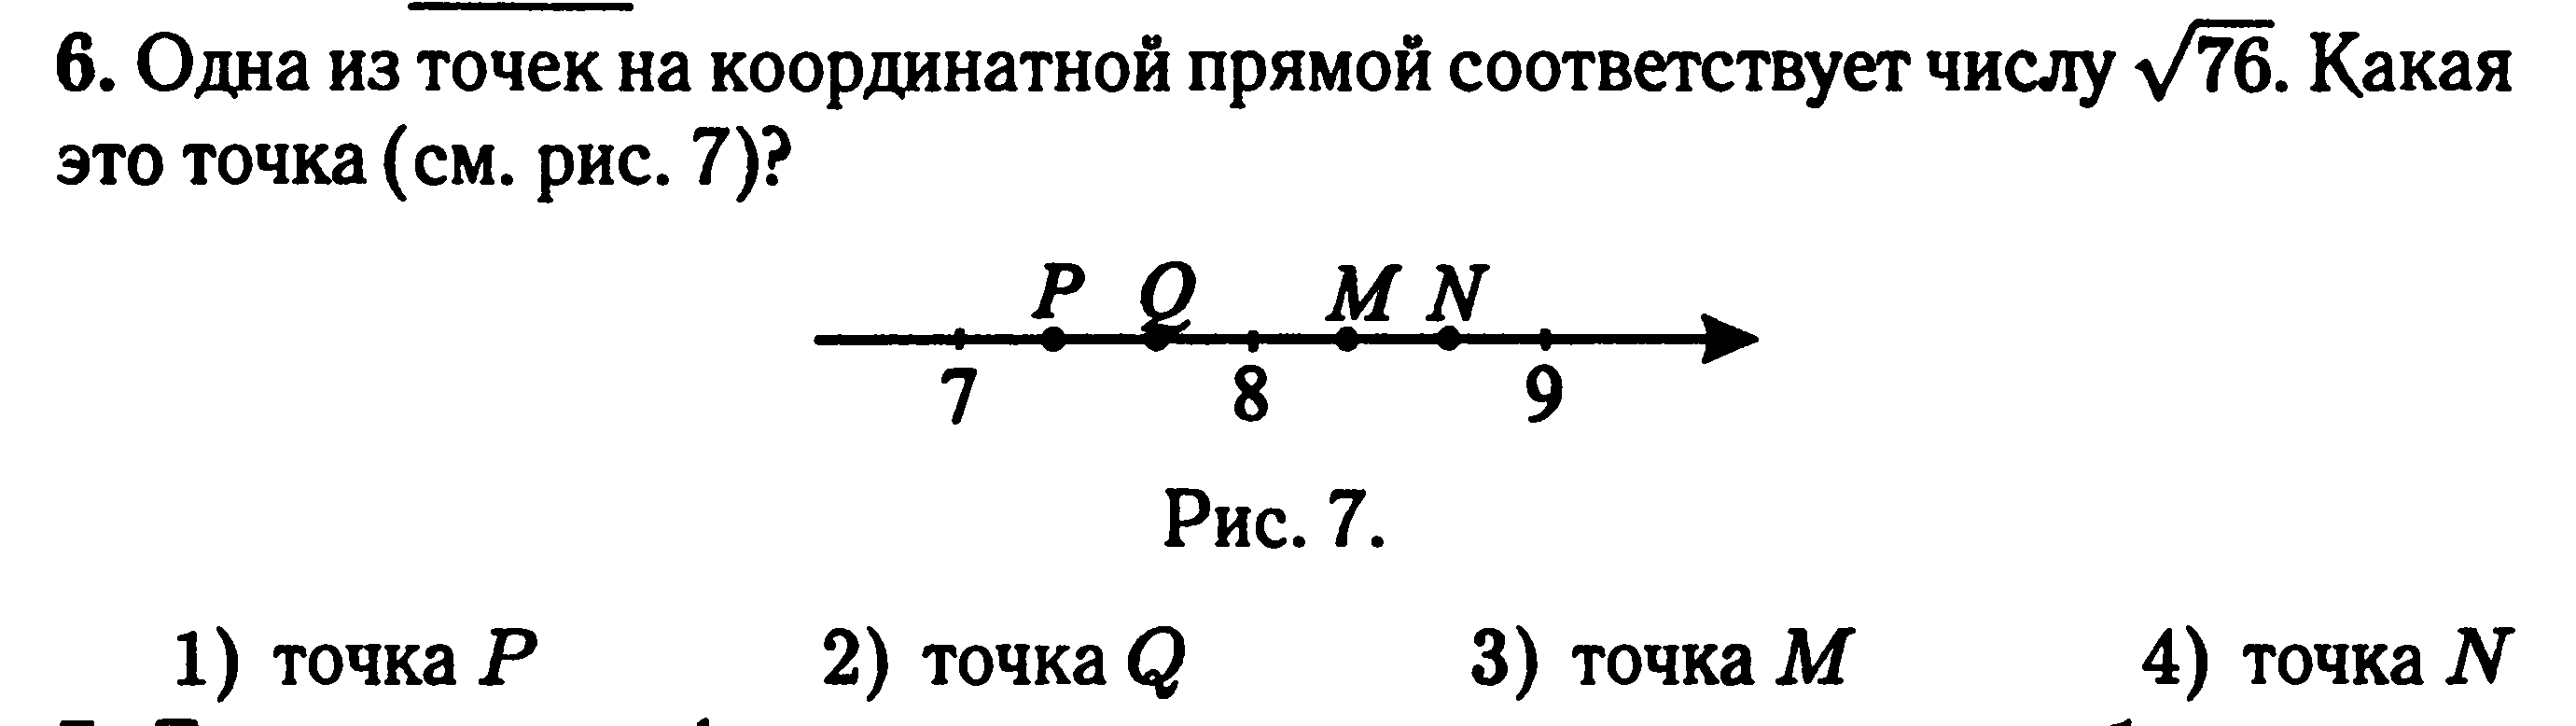 6. Одна из точек на координатной прямой соответствует числу √76. Какая
это точка (см. рис. 7)?
P Q M N
7 8 9
Рис. 7.
1) точка P 2) точка Q 3) точка M 4) точка N